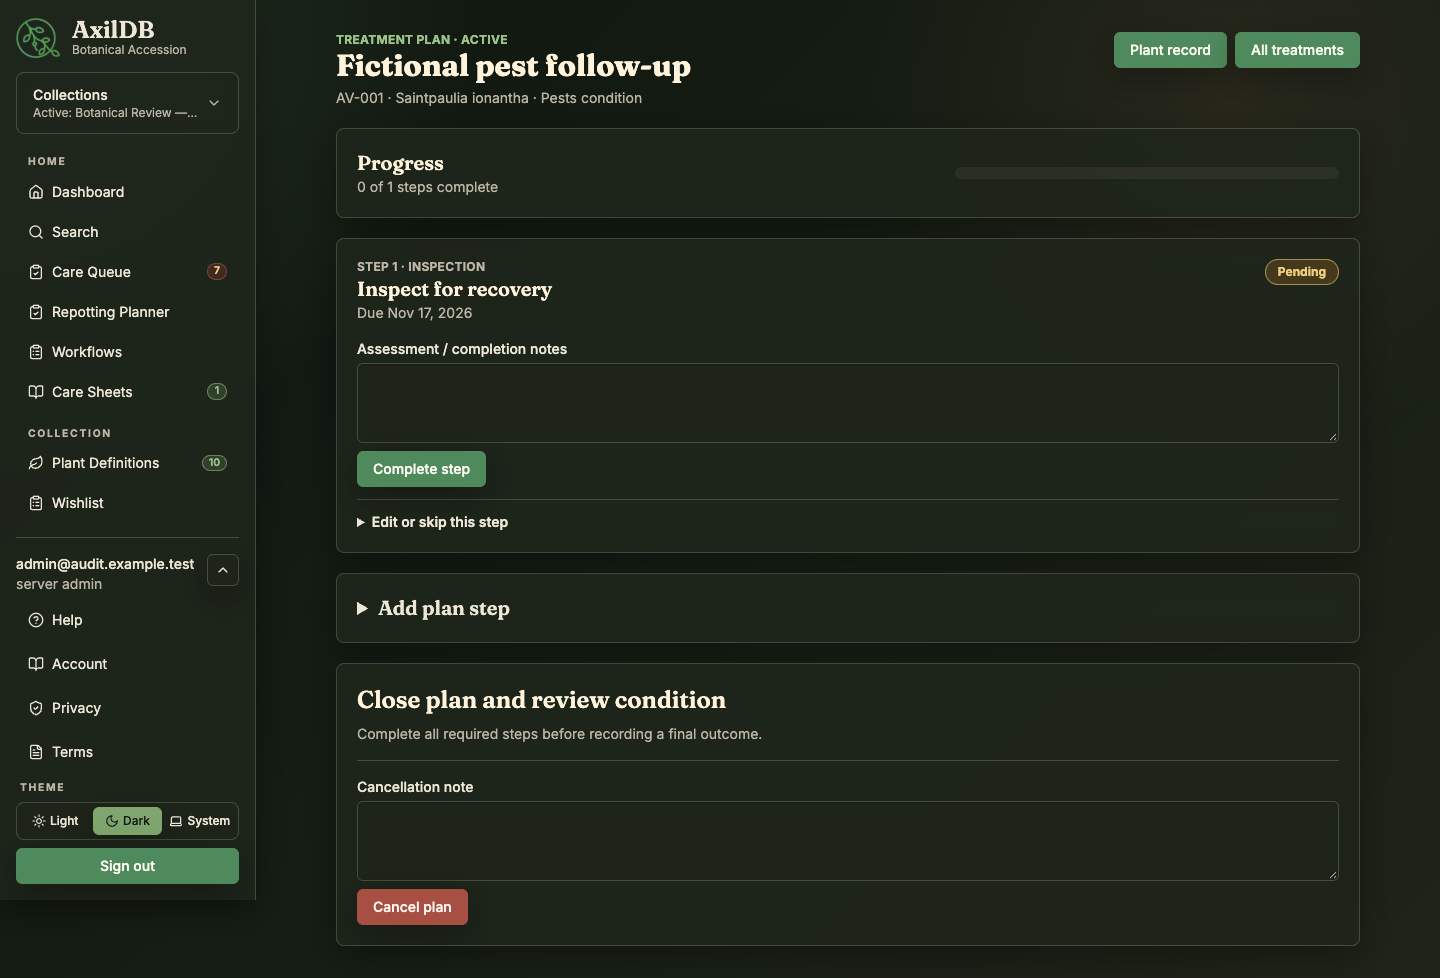 AxilDB
Botanical Accession
Collections
Active: Botanical Review —...
HOME
Dashboard
Search
Care Queue 7
Repotting Planner
Workflows
Care Sheets 1
COLLECTION
Plant Definitions 10
Wishlist
admin@audit.example.test
server admin
Help
Account
Privacy
Terms
THEME
Light Dark System
Sign out
TREATMENT PLAN · ACTIVE
Fictional pest follow-up
AV-001 · Saintpaulia ionantha · Pests condition
Plant record All treatments
Progress
0 of 1 steps complete
STEP 1 · INSPECTION
Inspect for recovery
Due Nov 17, 2026
Pending
Assessment / completion notes
Complete step
Edit or skip this step
Add plan step
Close plan and review condition
Complete all required steps before recording a final outcome.
Cancellation note
Cancel plan